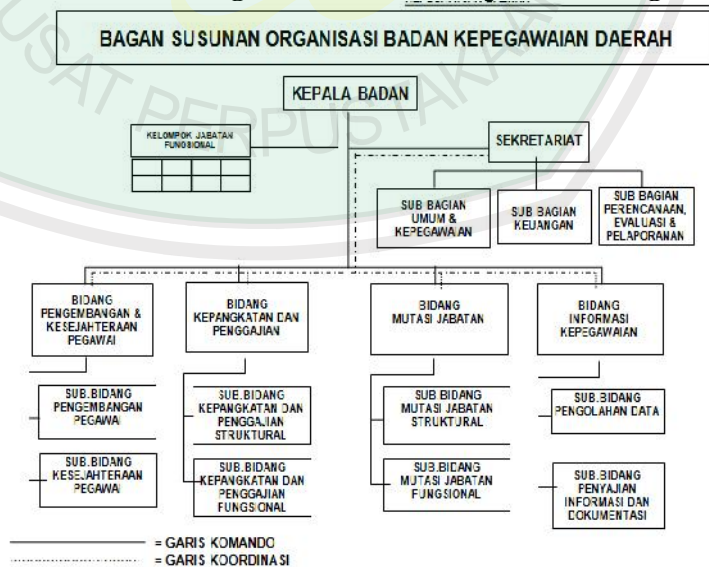 BAGAN SUSUNAN ORGANISASI BADAN KEPEGAWAIAN DAERAH
KEPALA BADAN
KELOMPOK JABATAN
FUNGSIONAL
SEKRETARIAT
SUB BAGIAN
UMUM &
KEPEGAWAIAN
SUB BAGIAN
KEUANGAN
SUB BAGIAN
PERENCANAAN,
EVALUASI &
PELAPORANAN
BIDANG
PENGEMBANGAN &
KESEJAHTERAAN
PEGAWAI
BIDANG
KEPANGKATAN DAN
PENGGAJIAN
BIDANG
MUTASI JABATAN
BIDANG
INFORMASI
KEPEGAWAIAN
SUB.BIDANG
PENGEMBANGAN
PEGAWAI
SUB.BIDANG
KEPANGKATAN DAN
PENGGAJIAN
STRUKTURAL
SUB BIDANG
MUTASI JABATAN
STRUKTURAL
SUB.BIDANG
PENGOLAHAN DATA
SUB.BIDANG
KESEJAHTERAAN
PEGAWAI
SUB.BIDANG
KEPANGKATAN DAN
PENGGAJIAN
FUNGSIONAL
SUB.BIDANG
MUTASI JABATAN
FUNGSIONAL
SUB.BIDANG
PENYAJIAN
INFORMASI DAN
DOKUMENTASI
= GARIS KOMANDO
= GARIS KOORDINASI
PUSAT PERPUSTAKAAN